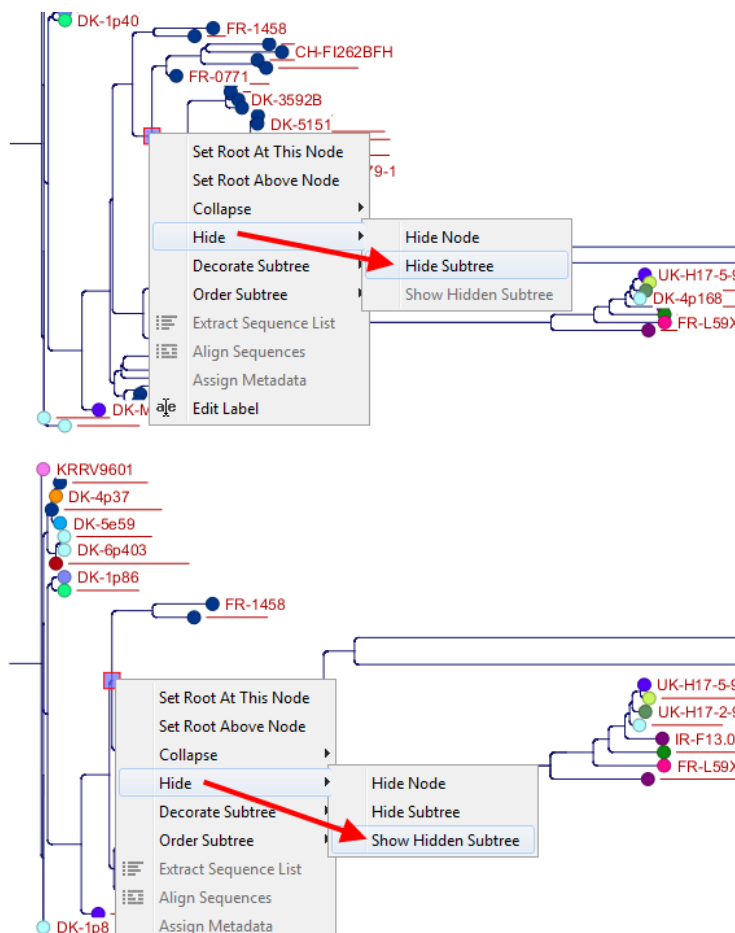 DK-1p40
FR-1458
CH-FI262BFH
FR-0771
DK-3592B
DK-5151
79-1
Set Root At This Node
Set Root Above Node
Collapse
Hide
Hide Node
Decorate Subtree
Hide Subtree
Order Subtree
Show Hidden Subtree
Extract Sequence List
Align Sequences
Assign Metadata
Edit Label
UK-H17-5-9
DK-4p168
FR-L59X
DK-M
KRRV9601
DK-4p37
DK-5e59
DK-6p403
DK-1p86
FR-1458
Set Root At This Node
Set Root Above Node
Collapse
Hide
Hide Node
Decorate Subtree
Hide Subtree
Order Subtree
Show Hidden Subtree
Extract Sequence List
Align Sequences
Assign Metadata
UK-H17-5-9
UK-H17-2-9
IR-F13.0
FR-L59X
DK-1p8